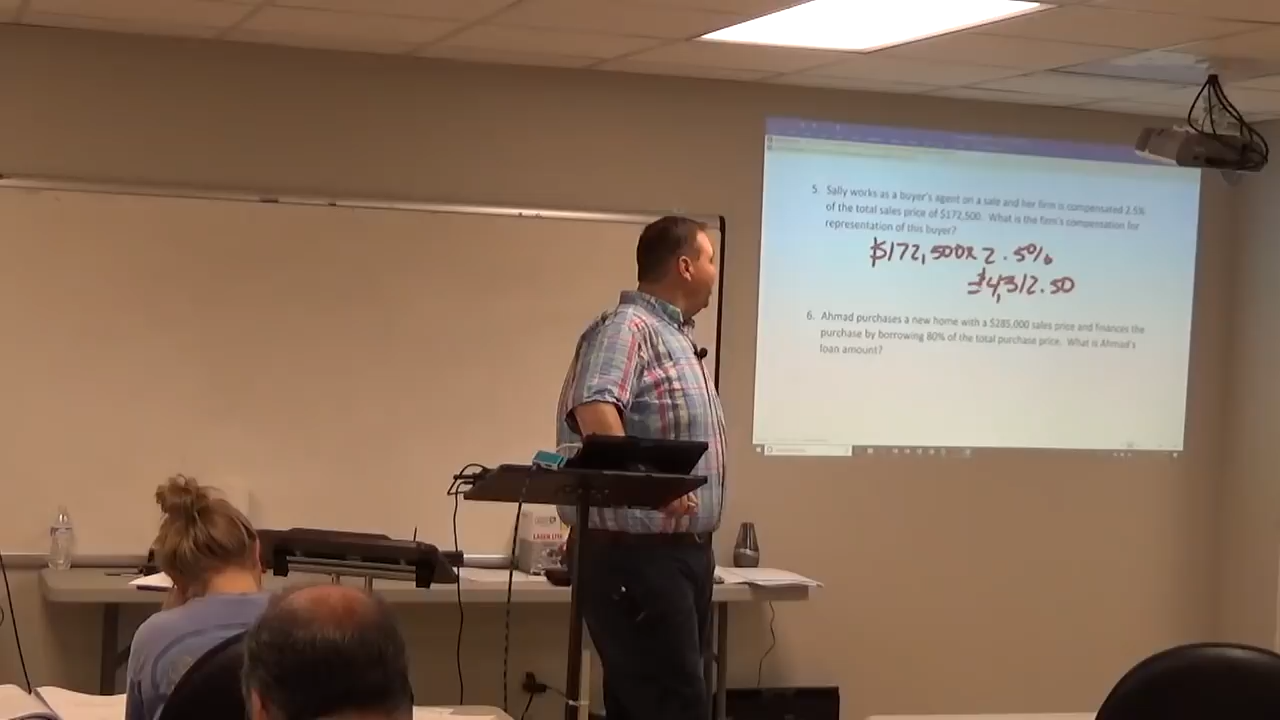 5. Sally works as a buyer's agent on a sale and her firm is compensated 2.5%
of the total sales price of $172,500. What is the firm's compensation for
representation of this buyer?
$172,500x 2.5%
=$4,312.50
6. Ahmad purchases a new home with a $285,000 sales price and finances the
purchase by borrowing 80% of the total purchase price. What is Ahmad's
loan amount?